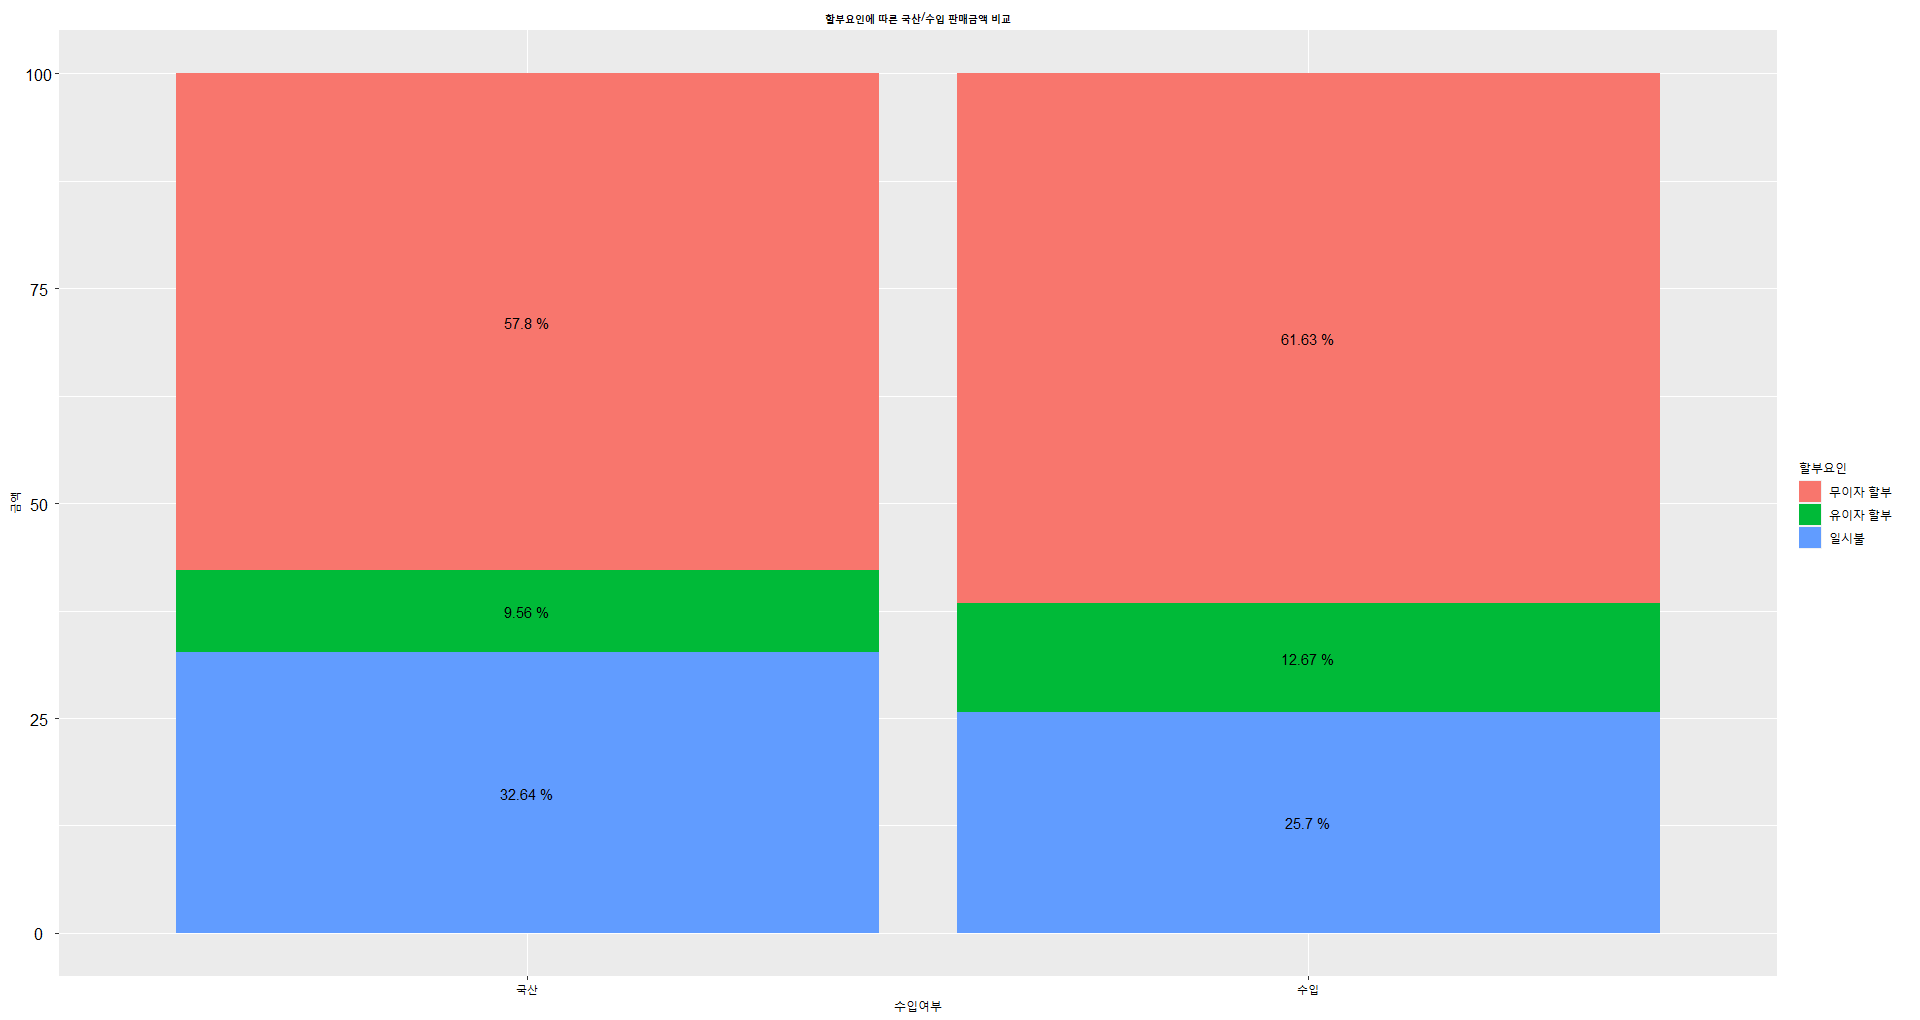 할부요인에 따른 국산/수입 판매금액 비교
100
75
50
25
0
금액
57.8 %
9.56 %
32.64 %
61.63 %
12.67 %
25.7 %
국산
수입
수입여부
할부요인
무이자 할부
유이자 할부
일시불